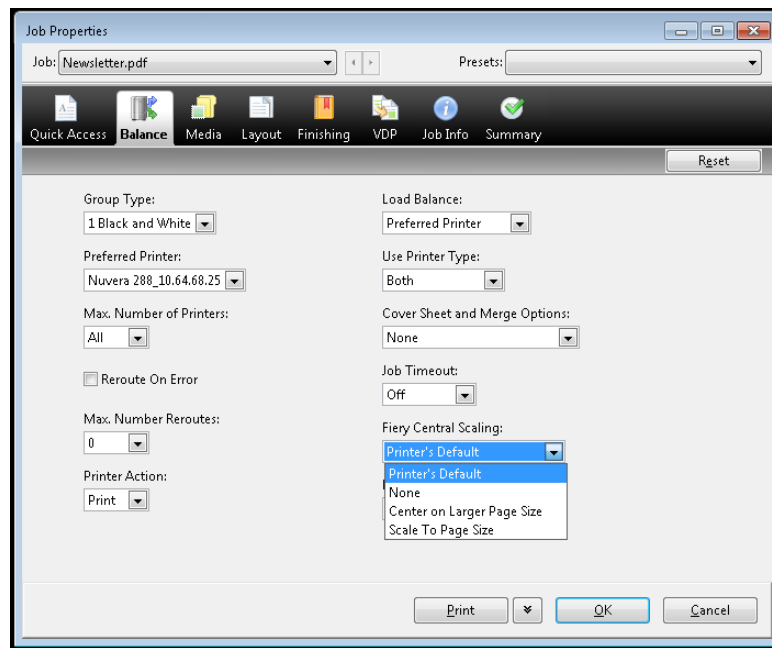 Job Properties
Job: Newsletter.pdf
Presets:
Quick Access Balance Media Layout Finishing VDP Job Info Summary
Reset
Group Type:
1 Black and White
Preferred Printer:
Nuvera 288_10.64.68.25
Max. Number of Printers:
All
Reroute On Error
Max. Number Reroutes:
0
Printer Action:
Print
Load Balance:
Preferred Printer
Use Printer Type:
Both
Cover Sheet and Merge Options:
None
Job Timeout:
Off
Fiery Central Scaling:
Printer's Default
Printer's Default
None
Center on Larger Page Size
Scale To Page Size
Print
OK
Cancel